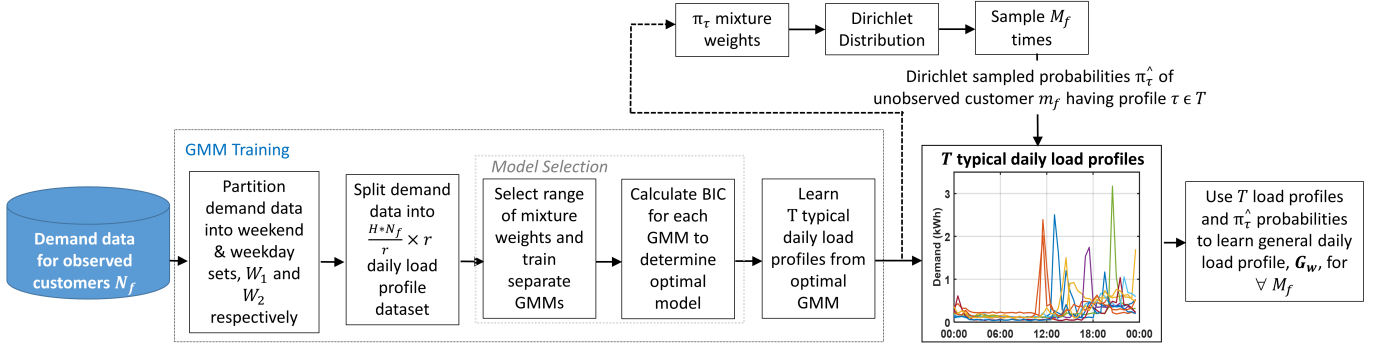 π_τ mixture
weights
Dirichlet
Distribution
Sample M_f
times
Dirichlet sampled probabilities π_τ^ of
unobserved customer m_f having profile τ ϵ T
GMM Training
Model Selection
Demand data
for observed
customers N_f
Partition
demand data
into weekend
& weekday
sets, W_1 and
W_2
respectively
Split demand
data into
H*N_f / r × r
daily load
profile
dataset
Select range
of mixture
weights and
train
separate
GMMs
Calculate BIC
for each
GMM to
determine
optimal
model
Learn
T typical
daily load
profiles from
optimal
GMM
T typical daily load profiles
Demand (kWh)
3
2
1
0
00:00 06:00 12:00 18:00 00:00
Use T load profiles
and π_τ^ probabilities
to learn general daily
load profile, G_w, for
∀ M_f